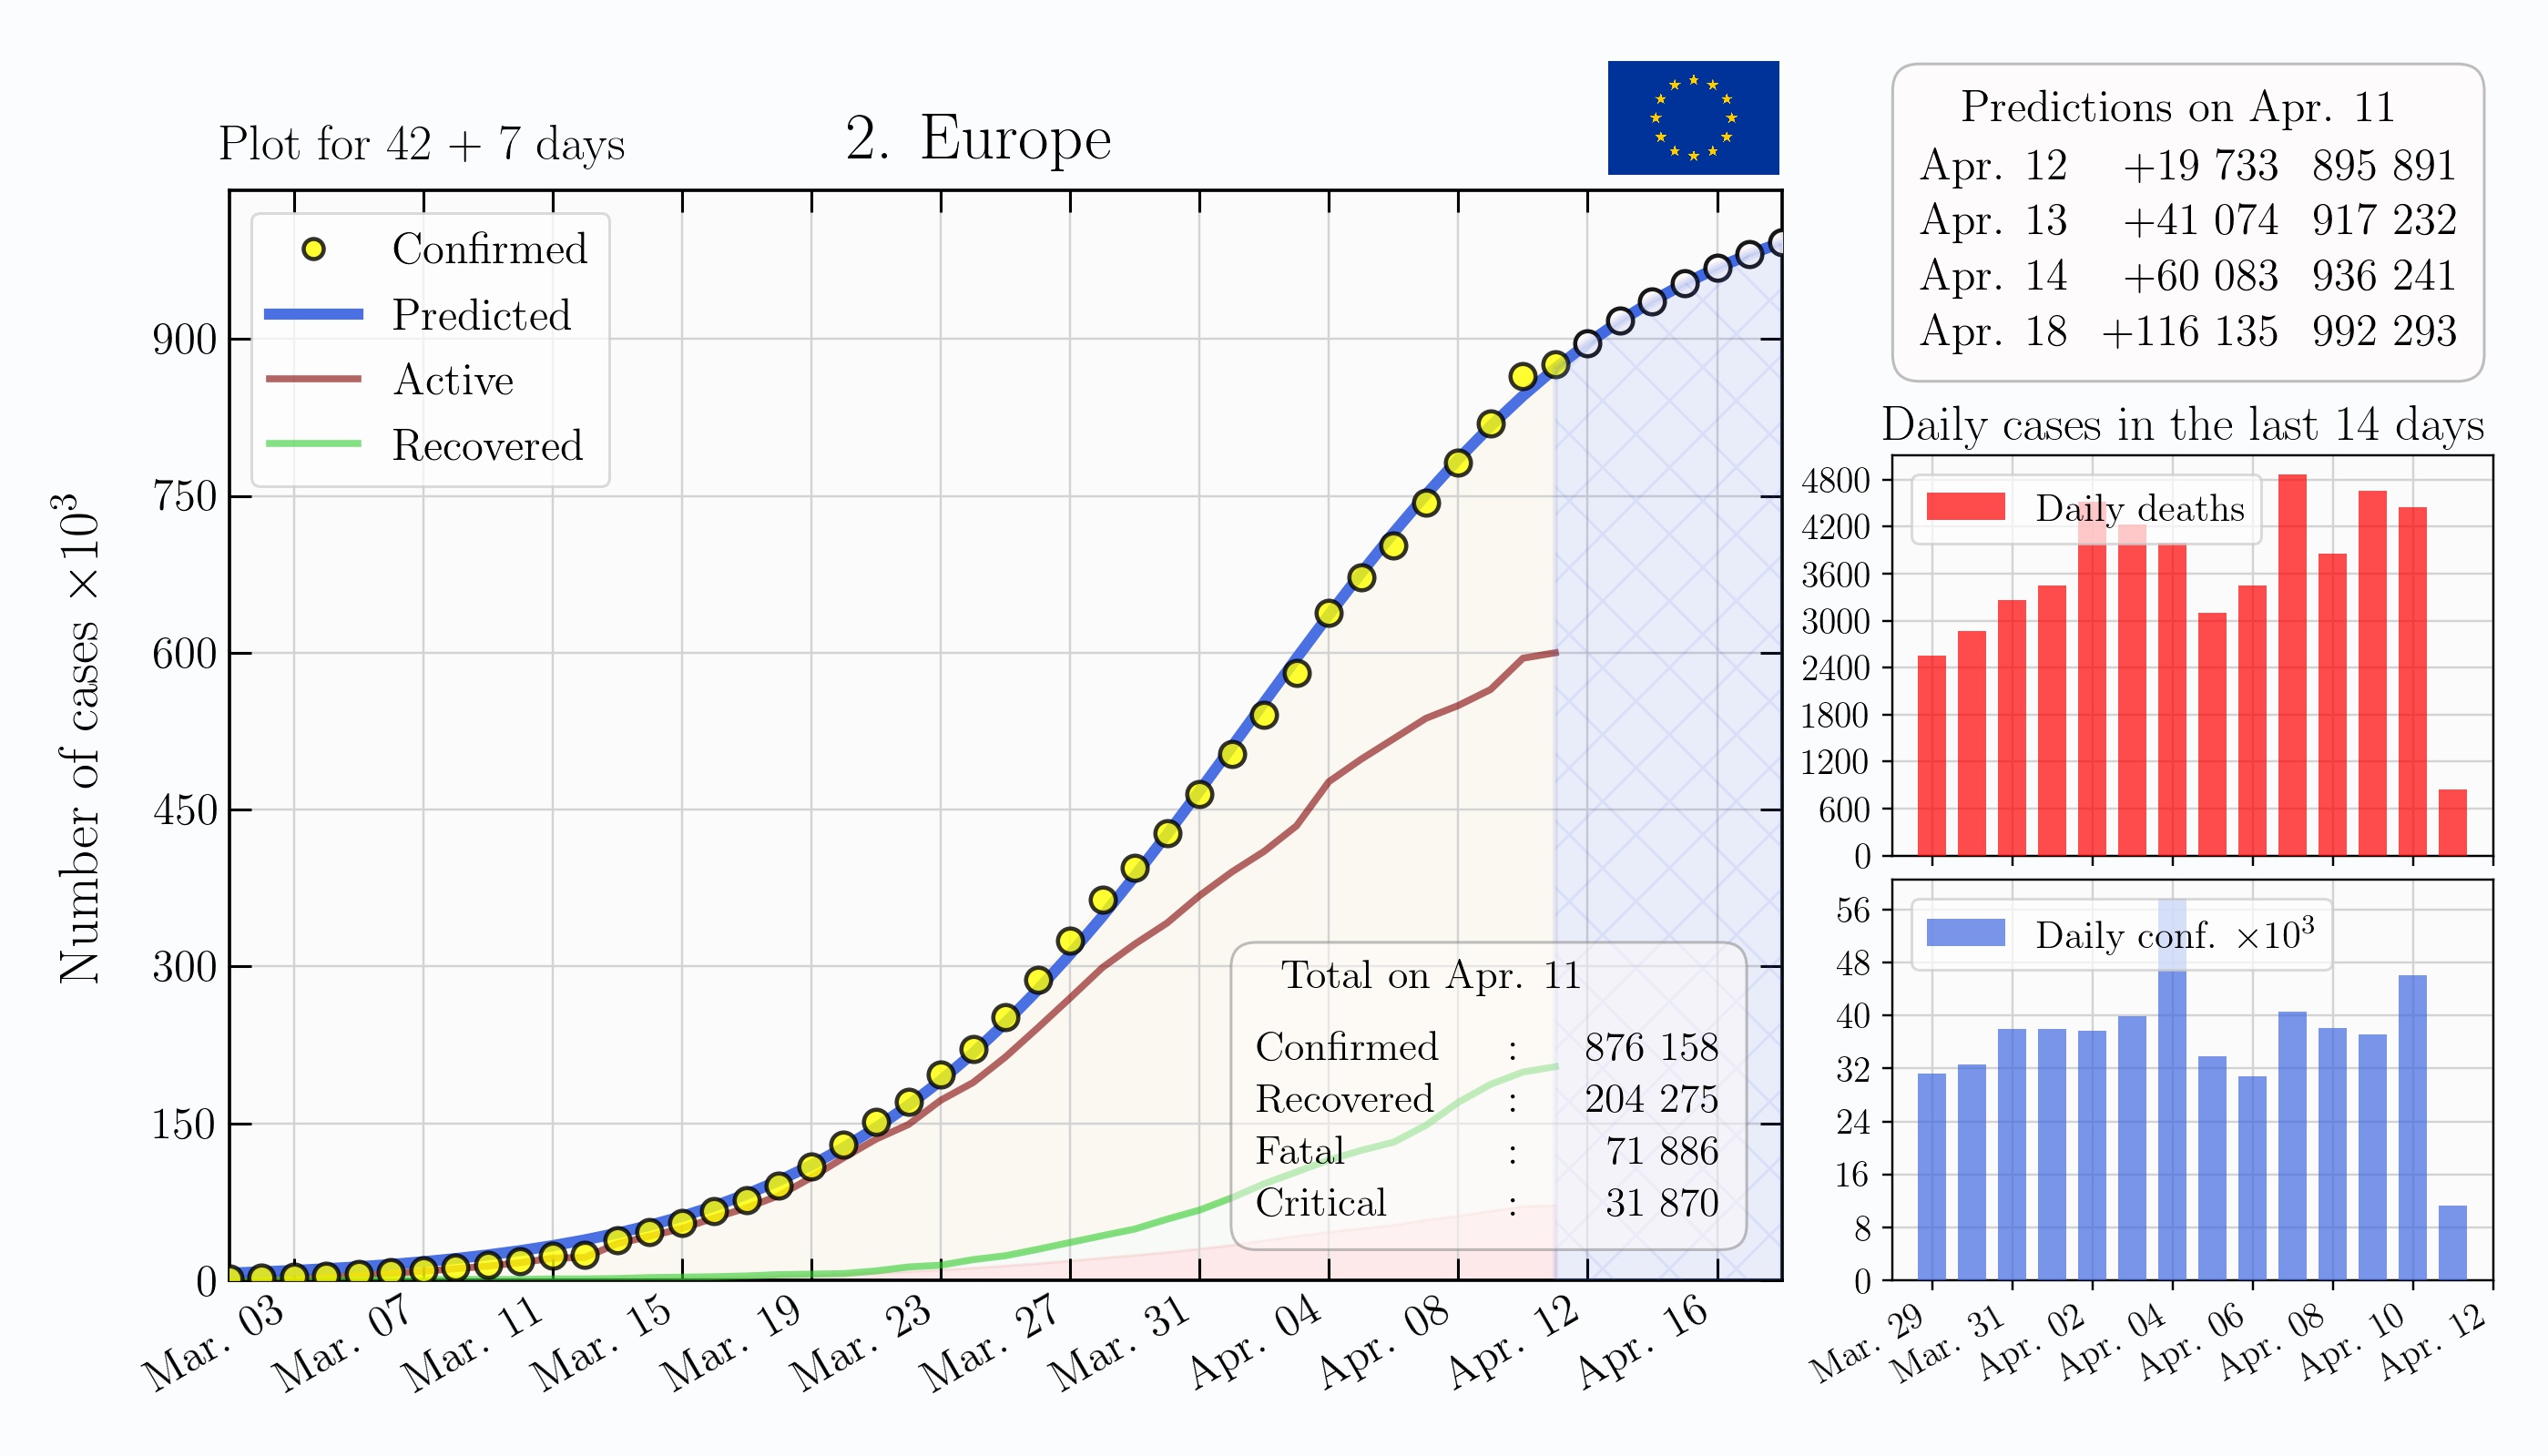 Plot for 42 + 7 days
2. Europe
Confirmed
Predicted
Active
Recovered
Number of cases ×10³
900
750
600
450
300
150
0
Mar. 03
Mar. 07
Mar. 11
Mar. 15
Mar. 19
Mar. 23
Mar. 27
Mar. 31
Apr. 04
Apr. 08
Apr. 12
Apr. 16
Total on Apr. 11
Confirmed : 876 158
Recovered : 204 275
Fatal : 71 886
Critical : 31 870
Predictions on Apr. 11
Apr. 12 +19 733 895 891
Apr. 13 +41 074 917 232
Apr. 14 +60 083 936 241
Apr. 18 +116 135 992 293
Daily cases in the last 14 days
Daily deaths
4800
4200
3600
3000
2400
1800
1200
600
0
Daily conf. ×10³
56
48
40
32
24
16
8
0
Mar. 29
Mar. 31
Apr. 02
Apr. 04
Apr. 06
Apr. 08
Apr. 10
Apr. 12